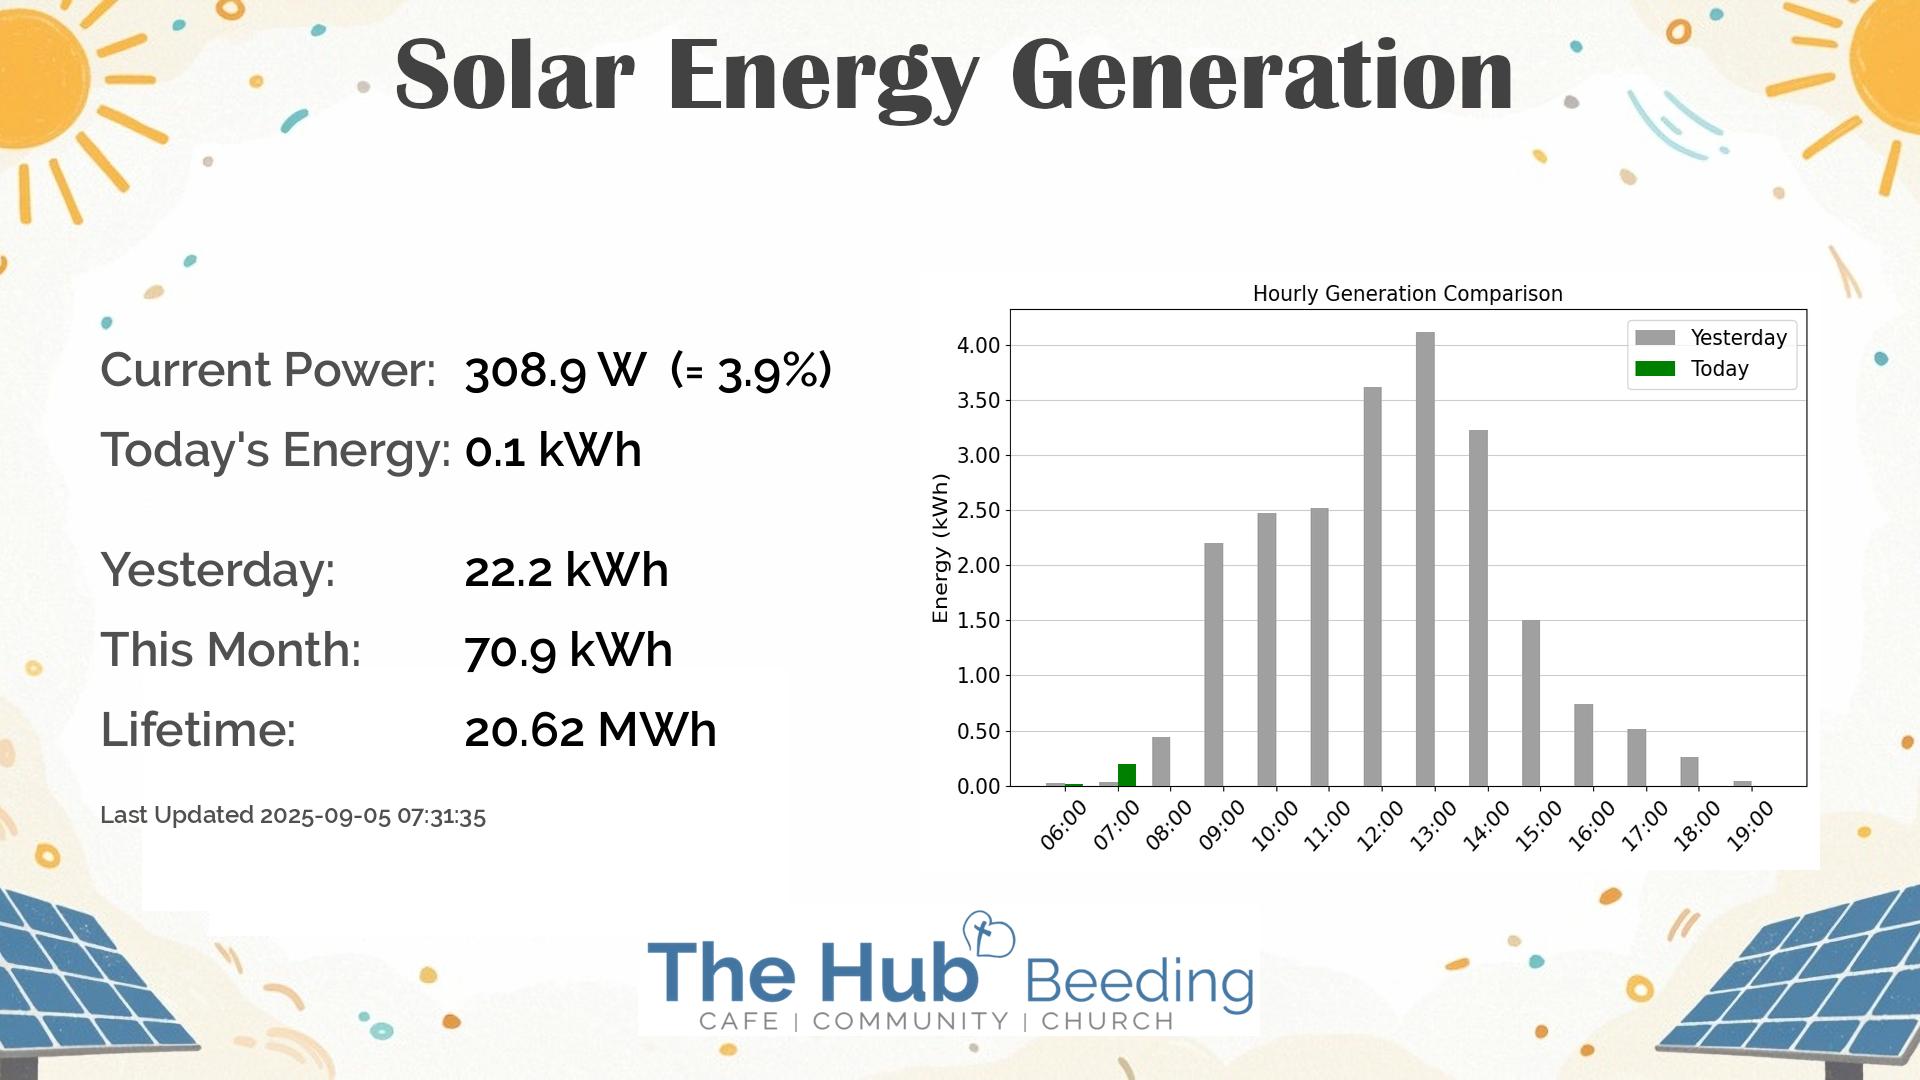 Solar Energy Generation
Current Power: 308.9 W (= 3.9%)
Today's Energy: 0.1 kWh
Yesterday: 22.2 kWh
This Month: 70.9 kWh
Lifetime: 20.62 MWh
Last Updated 2025-09-05 07:31:35
Hourly Generation Comparison
Yesterday
Today
Energy (kWh)
4.00
3.50
3.00
2.50
2.00
1.50
1.00
0.50
0.00
06:00 07:00 08:00 09:00 10:00 11:00 12:00 13:00 14:00 15:00 16:00 17:00 18:00 19:00
The Hub Beeding
CAFE | COMMUNITY | CHURCH